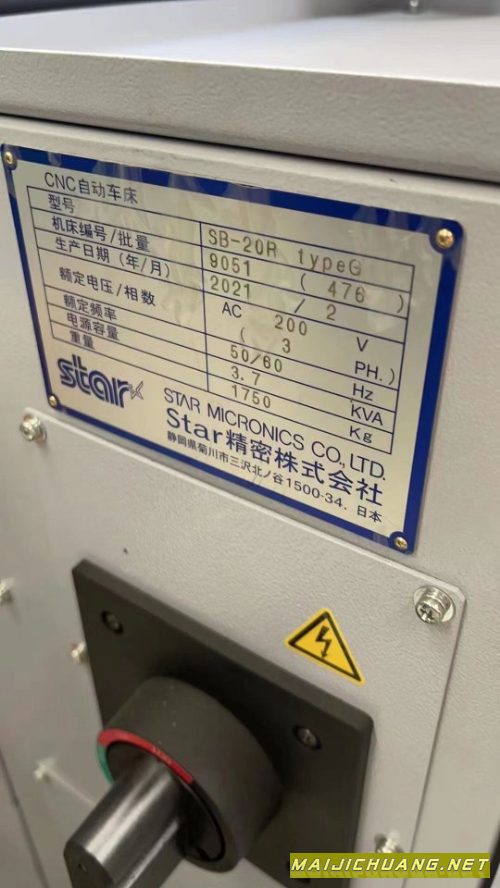 CNC自动车床
型号 SB-20R typeG
机床编号/批量 9051 ( 476 )
生产日期 (年/月) 2021 / 2
额定电压/相数 AC 200 V
( 3 PH.)
额定频率 50/60 Hz
电源容量 3.7 KVA
重量 1750 Kg
star STAR MICRONICS CO.,LTD.
Star精密株式会社
静岡県菊川市三沢北ノ谷1500-34. 日本
MAIJICHUANG.NET